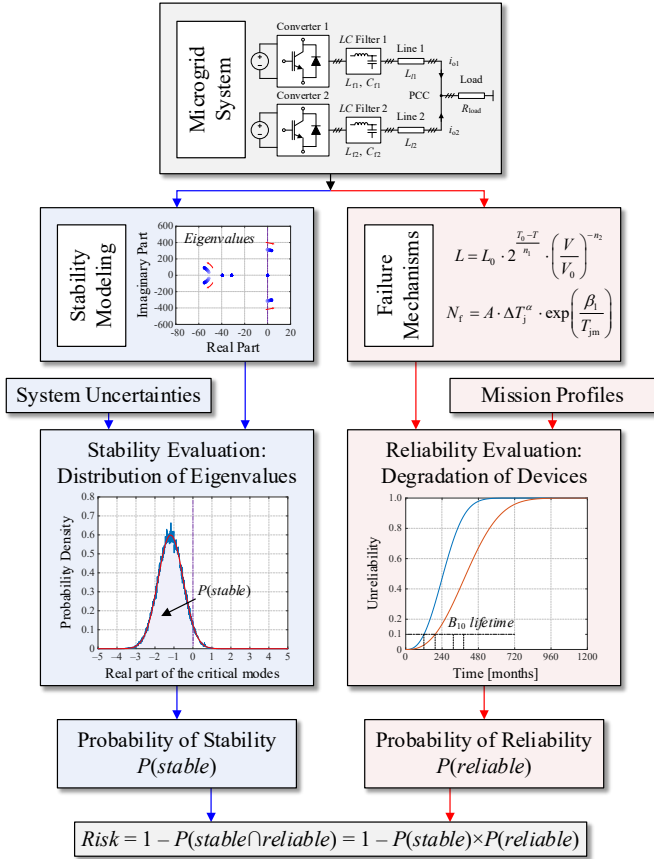 Microgrid
System
Converter 1
LC Filter 1
Line 1
L_f1, C_f1
L_l1
i_o1
Load
PCC
R_load
Converter 2
LC Filter 2
Line 2
L_f2, C_f2
L_l2
i_o2
Stability
Modeling
Eigenvalues
Imaginary Part
600
400
200
0
-200
-400
-600
-80 -60 -40 -20 0 20
Real Part
Failure
Mechanisms
L = L_0 · 2^((T_0−T)/n_1) · (V/V_0)^(−n_2)
N_f = A · ΔT_j^α · exp(β_1/T_jm)
System Uncertainties
Mission Profiles
Stability Evaluation:
Distribution of Eigenvalues
Probability Density
0.8
0.7
0.6
0.5
0.4
0.3
0.2
0.1
0
P(stable)
−5 −4 −3 −2 −1 0 1 2 3 4 5
Real part of the critical modes
Reliability Evaluation:
Degradation of Devices
Unreliability
1.0
0.8
0.6
0.4
0.2
0.1
B_10 lifetime
0 240 480 720 960 1200
Time [months]
Probability of Stability
P(stable)
Probability of Reliability
P(reliable)
Risk = 1 – P(stable∩reliable) = 1 – P(stable)×P(reliable)